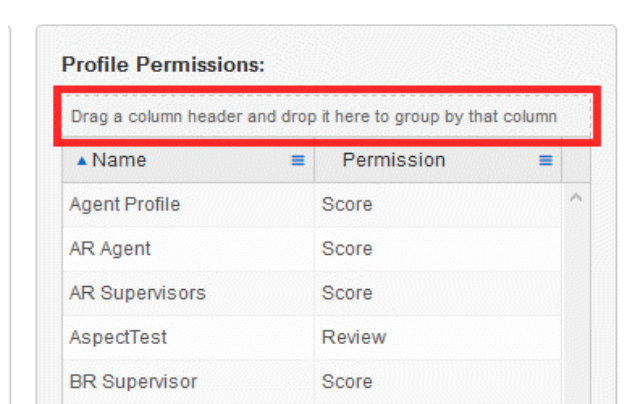 Profile Permissions:
Drag a column header and drop it here to group by that column
Name Permission
Agent Profile Score
AR Agent Score
AR Supervisors Score
AspectTest Review
BR Supervisor Score